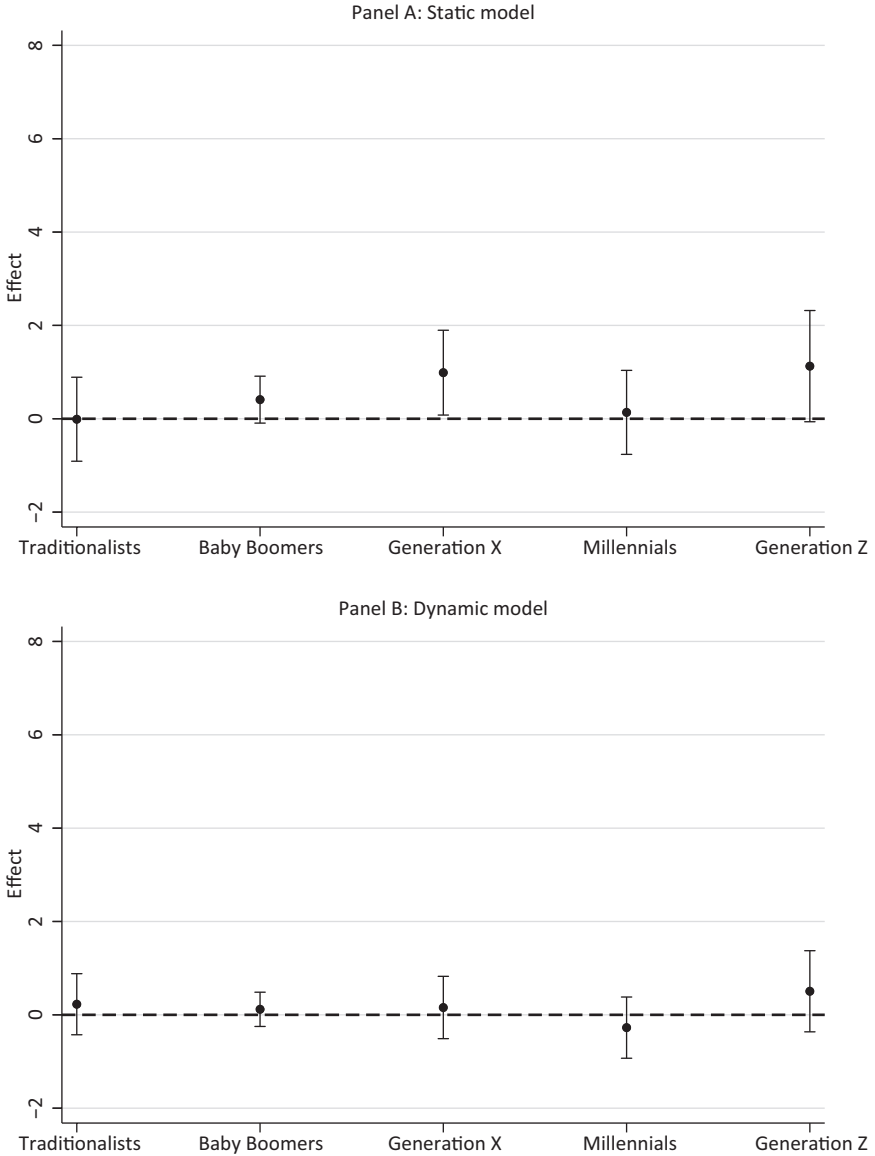 Panel A: Static model
8
6
4
2
0
−2
Effect
Traditionalists Baby Boomers Generation X Millennials Generation Z
Panel B: Dynamic model
8
6
4
2
0
−2
Effect
Traditionalists Baby Boomers Generation X Millennials Generation Z